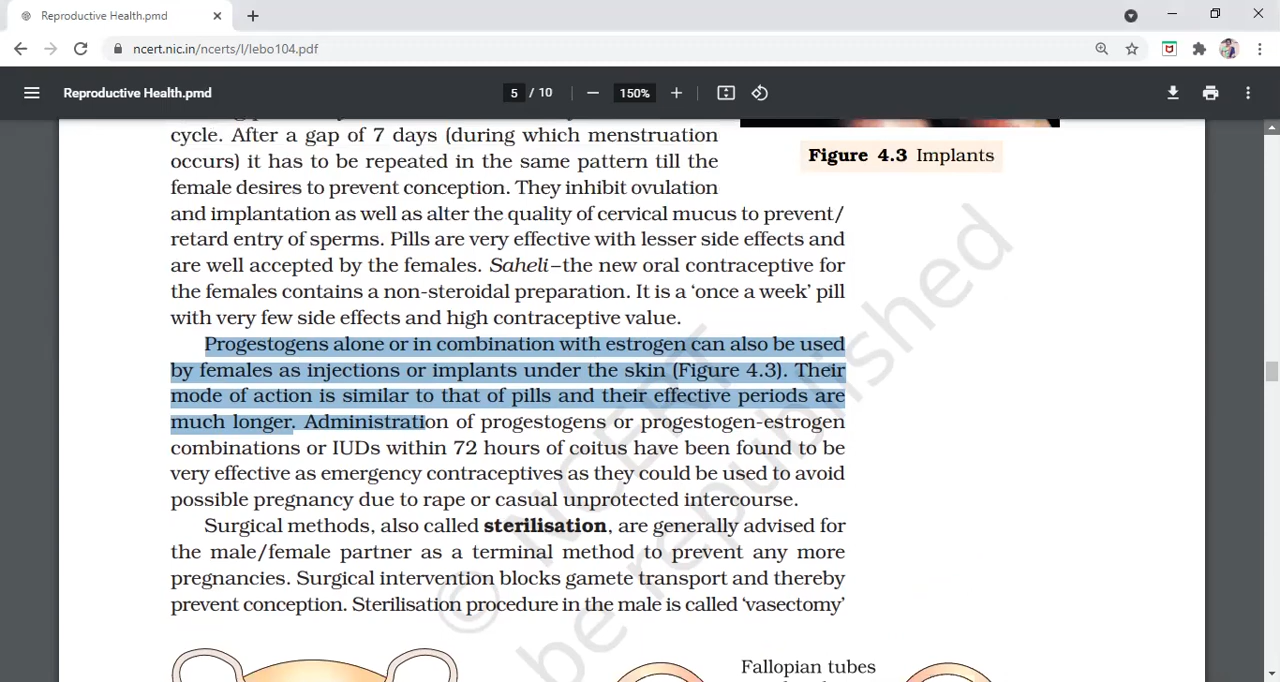 Reproductive Health.pmd
ncert.nic.in/ncerts/l/lebo104.pdf
Reproductive Health.pmd
5 / 10
150%
cycle. After a gap of 7 days (during which menstruation
occurs) it has to be repeated in the same pattern till the
female desires to prevent conception. They inhibit ovulation
and implantation as well as alter the quality of cervical mucus to prevent/
retard entry of sperms. Pills are very effective with lesser side effects and
are well accepted by the females. Saheli–the new oral contraceptive for
the females contains a non-steroidal preparation. It is a ‘once a week’ pill
with very few side effects and high contraceptive value.
Figure 4.3 Implants
Progestogens alone or in combination with estrogen can also be used
by females as injections or implants under the skin (Figure 4.3). Their
mode of action is similar to that of pills and their effective periods are
much longer. Administration of progestogens or progestogen-estrogen
combinations or IUDs within 72 hours of coitus have been found to be
very effective as emergency contraceptives as they could be used to avoid
possible pregnancy due to rape or casual unprotected intercourse.
Surgical methods, also called sterilisation, are generally advised for
the male/female partner as a terminal method to prevent any more
pregnancies. Surgical intervention blocks gamete transport and thereby
prevent conception. Sterilisation procedure in the male is called ‘vasectomy’
Fallopian tubes
© NCERT
be republished